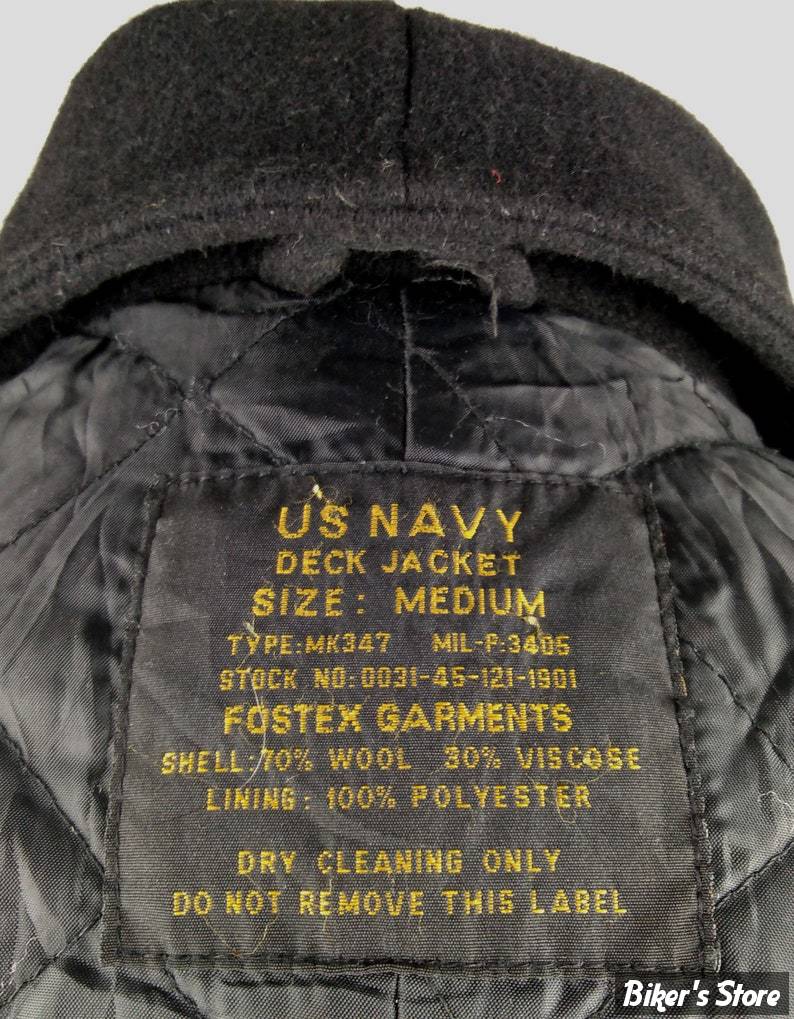 US NAVY
DECK JACKET
SIZE: MEDIUM
TYPE:MK347 MIL-P:3405
STOCK NO:0031-45-121-1901
FOSTEX GARMENTS
SHELL:70% WOOL 30% VISCOSE
LINING: 100% POLYESTER
DRY CLEANING ONLY
DO NOT REMOVE THIS LABEL
Biker's Store